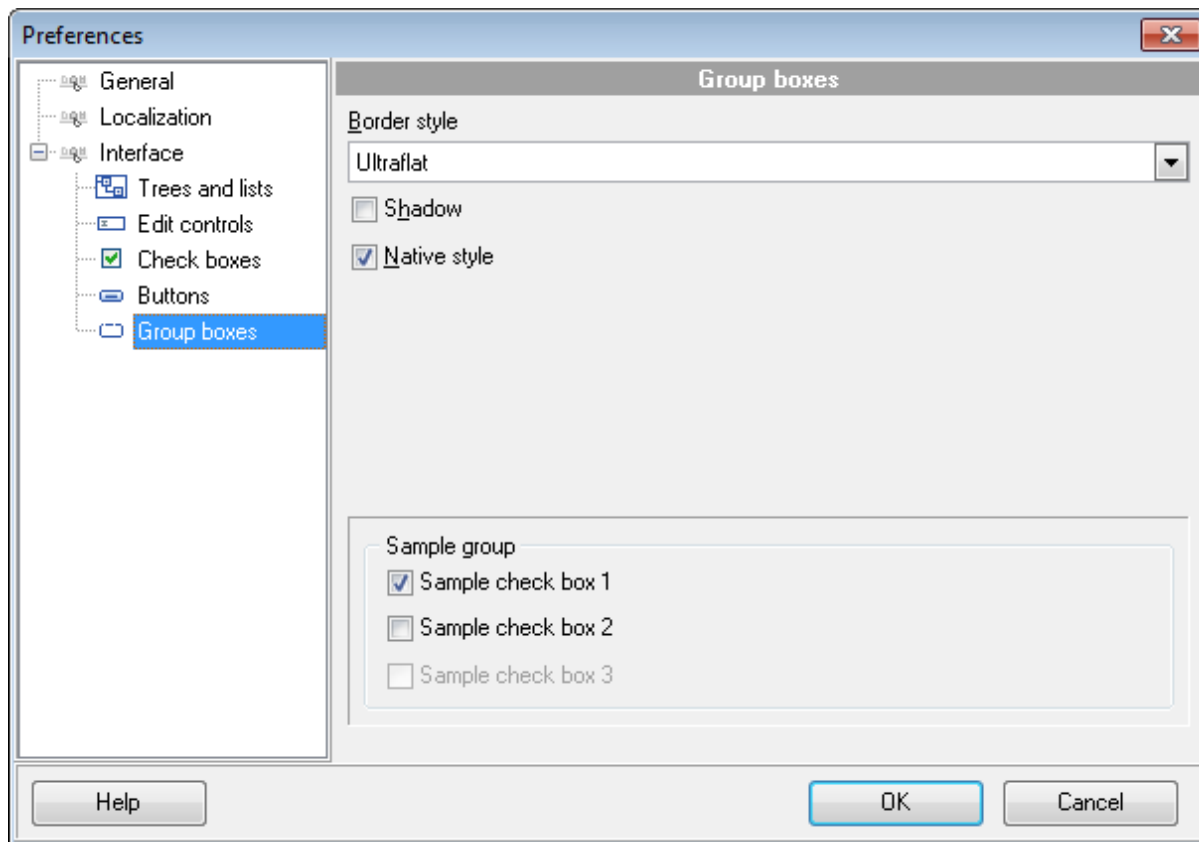 Preferences
General
Localization
Interface
Trees and lists
Edit controls
Check boxes
Buttons
Group boxes
Group boxes
Border style
Ultraflat
Shadow
Native style
Sample group
Sample check box 1
Sample check box 2
Sample check box 3
Help
OK
Cancel